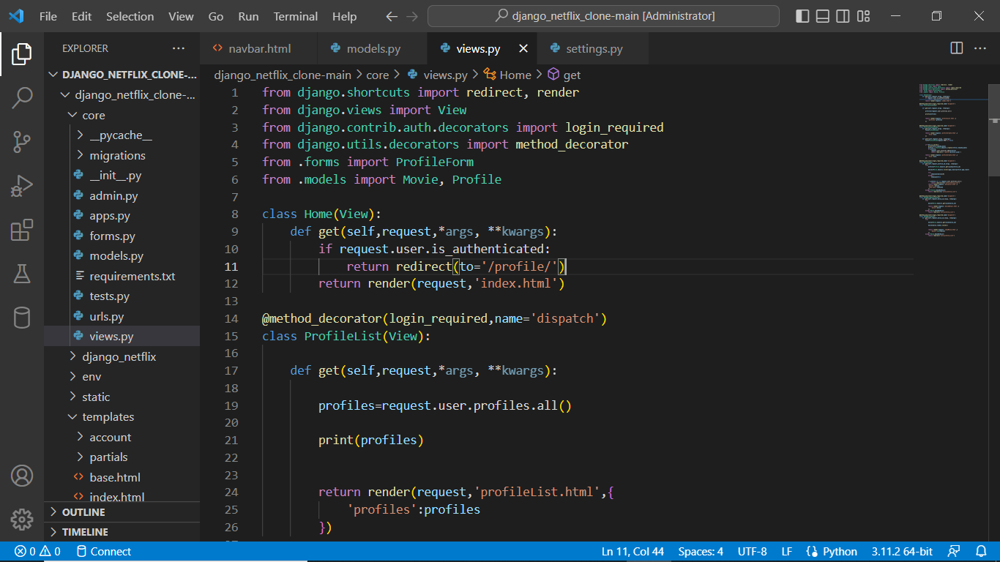 File Edit Selection View Go Run Terminal Help
django_netflix_clone-main [Administrator]
EXPLORER
navbar.html
models.py
views.py
settings.py
DJANGO_NETFLIX_CLONE-...
django_netflix_clone-...
core
__pycache__
migrations
__init__.py
admin.py
apps.py
forms.py
models.py
requirements.txt
tests.py
urls.py
views.py
django_netflix
env
static
templates
account
partials
base.html
index.html
OUTLINE
TIMELINE
django_netflix_clone-main > core > views.py > Home > get
1 from django.shortcuts import redirect, render
2 from django.views import View
3 from django.contrib.auth.decorators import login_required
4 from django.utils.decorators import method_decorator
5 from .forms import ProfileForm
6 from .models import Movie, Profile
7
8 class Home(View):
9 def get(self,request,*args, **kwargs):
10 if request.user.is_authenticated:
11 return redirect(to='/profile/')
12 return render(request,'index.html')
13
14 @method_decorator(login_required,name='dispatch')
15 class ProfileList(View):
16
17 def get(self,request,*args, **kwargs):
18
19 profiles=request.user.profiles.all()
20
21 print(profiles)
22
23
24 return render(request,'profileList.html',{
25 'profiles':profiles
26 })
0 0 Connect
Ln 11, Col 44 Spaces: 4 UTF-8 LF Python 3.11.2 64-bit